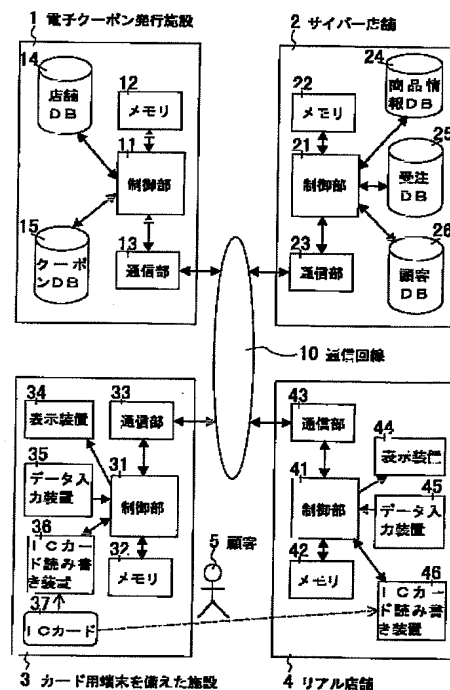 1 電子クーポン発行施設
14
店舗
DB
12
メモリ
11
制御部
15
クーポ
ンDB
13
通信部
2 サイバー店舗
24
商品情
報DB
22
メモリ
21
制御部
25
受注
DB
23
通信部
26
顧客
DB
10 通信回線
34
表示装置
33
通信部
35
データ入
力装置
31
制御部
36
ICカー
ド読み書
き装置
32
メモリ
37
ICカード
3 カード用端末を備えた施設
5 顧客
43
通信部
44
表示装置
41
制御部
45
データ入
力装置
42
メモリ
46
ICカー
ド読み書
き装置
4 リアル店舗